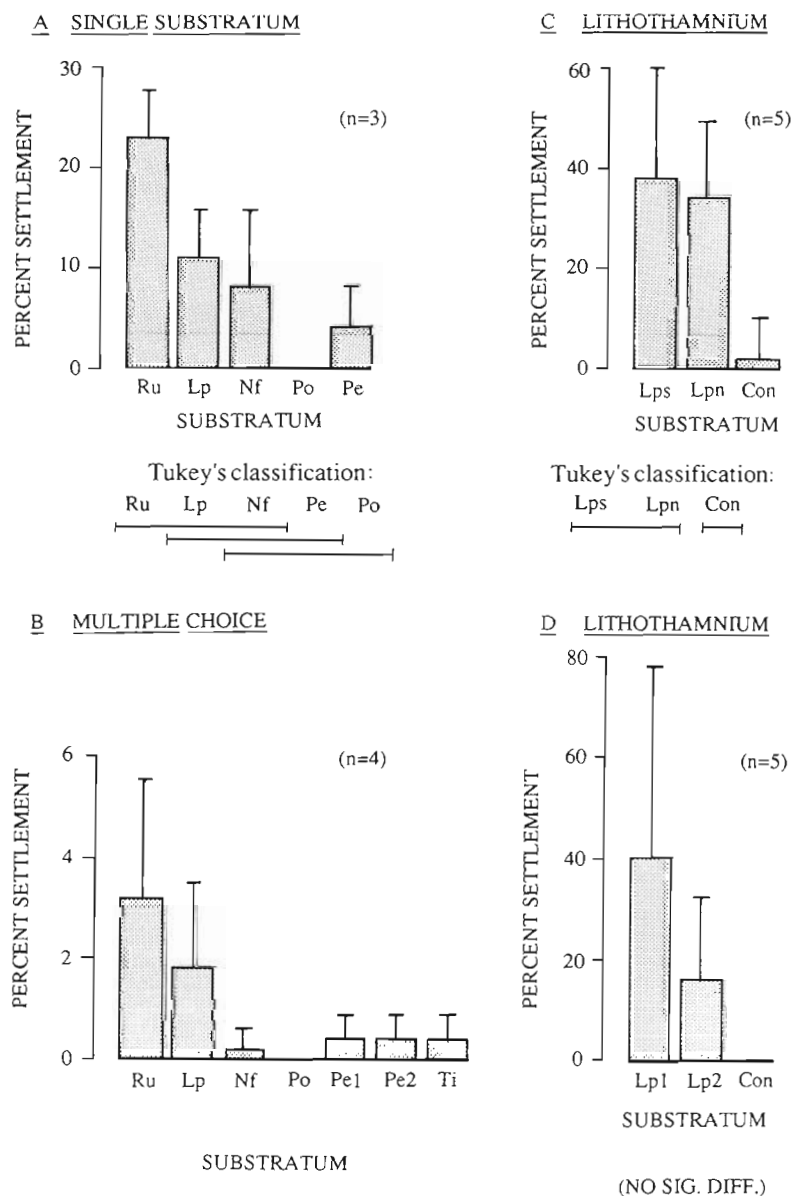 A SINGLE SUBSTRATUM
30
20
10
0
PERCENT SETTLEMENT
(n=3)
Ru Lp Nf Po Pe
SUBSTRATUM
Tukey's classification:
Ru Lp Nf Pe Po
C LITHOTHAMNIUM
60
40
20
0
PERCENT SETTLEMENT
(n=5)
Lps Lpn Con
SUBSTRATUM
Tukey's classification:
Lps Lpn Con
B MULTIPLE CHOICE
6
4
2
0
PERCENT SETTLEMENT
(n=4)
Ru Lp Nf Po Pe1 Pe2 Ti
SUBSTRATUM
D LITHOTHAMNIUM
80
60
40
20
0
PERCENT SETTLEMENT
(n=5)
Lp1 Lp2 Con
SUBSTRATUM
(NO SIG. DIFF.)